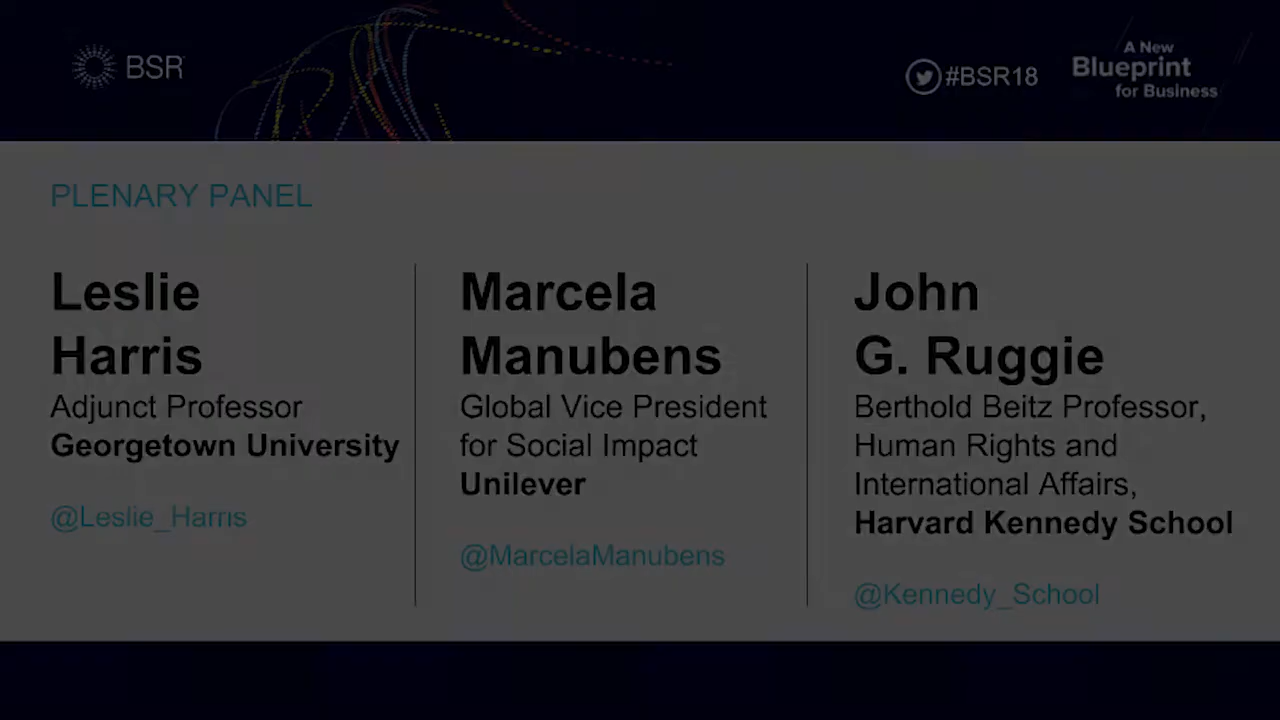 BSR
#BSR18
A New
Blueprint
for Business
PLENARY PANEL
Leslie
Harris
Adjunct Professor
Georgetown University
@Leslie_Harris
Marcela
Manubens
Global Vice President
for Social Impact
Unilever
@MarcelaManubens
John
G. Ruggie
Berthold Beitz Professor,
Human Rights and
International Affairs,
Harvard Kennedy School
@Kennedy_School